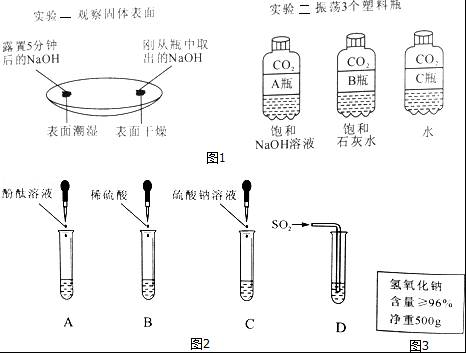 实验一 观察固体表面
露置5分钟
后的NaOH
刚从瓶中取
出的NaOH
表面潮湿
表面干燥
实验二 振荡3个塑料瓶
CO2
A瓶
饱和
NaOH溶液
CO2
B瓶
饱和
石灰水
CO2
C瓶
水
图1
酚酞溶液
A
稀硫酸
B
硫酸钠溶液
C
SO2
D
图2
氢氧化钠
含量≥96%
净重500g
图3